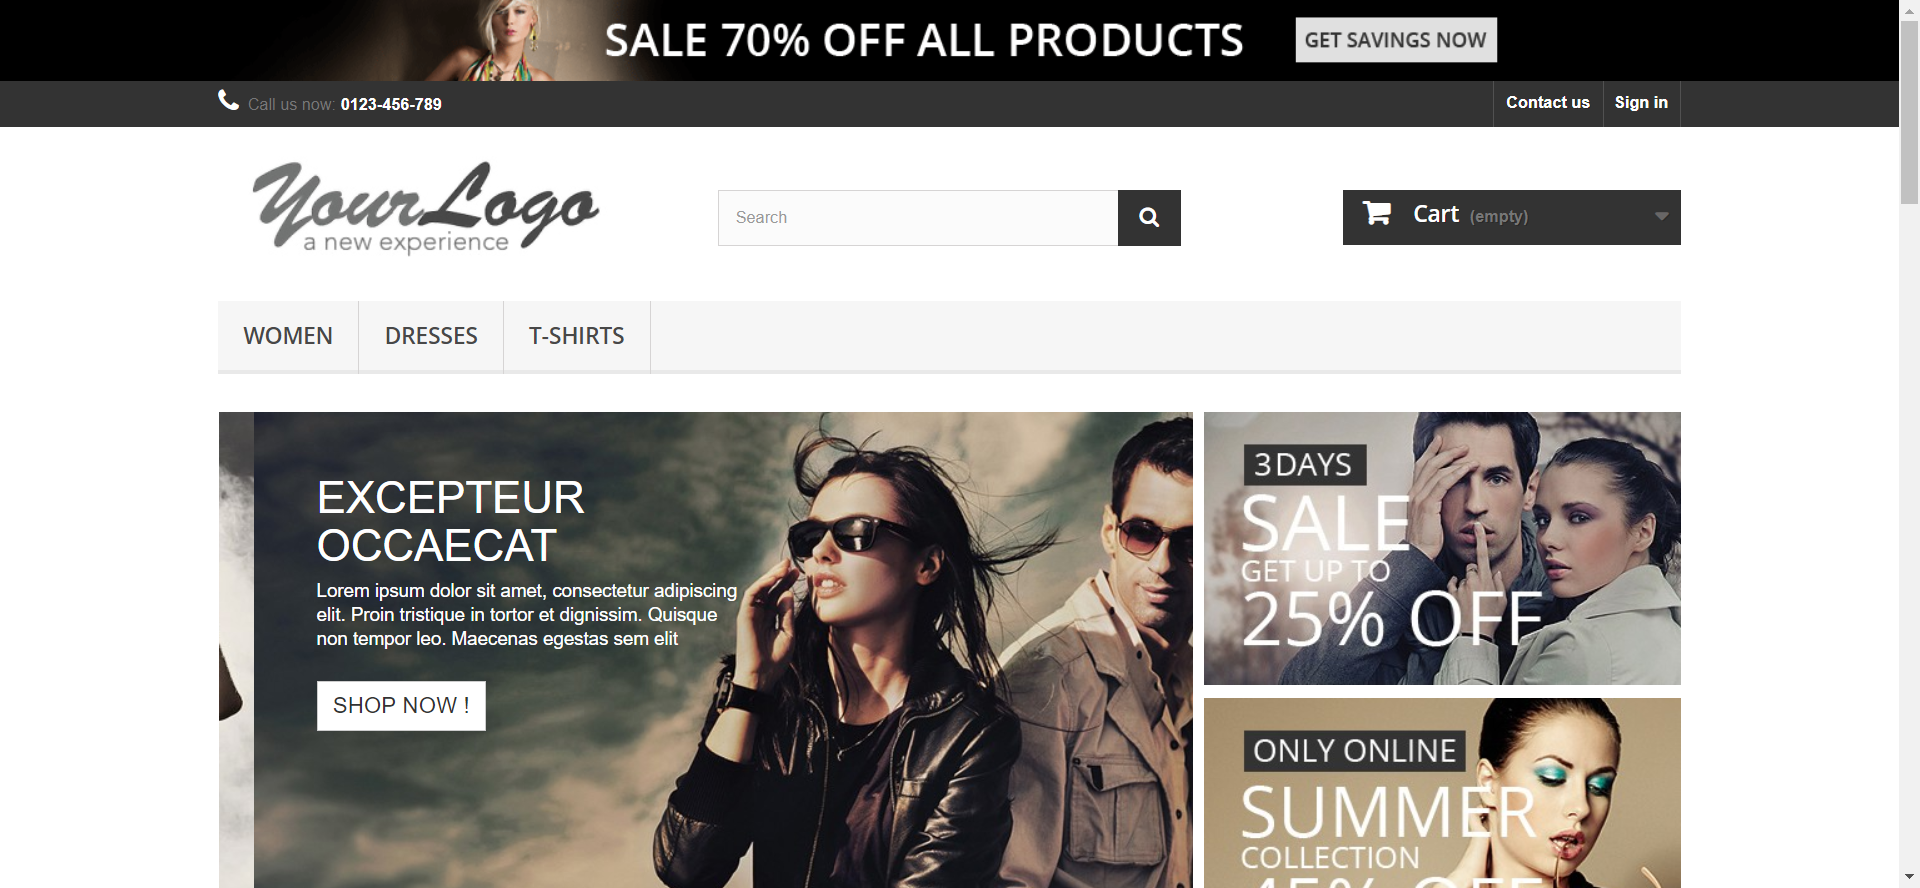 SALE 70% OFF ALL PRODUCTS
GET SAVINGS NOW
Call us now: 0123-456-789
Contact us
Sign in
YourLogo
a new experience
Search
Cart (empty)
WOMEN
DRESSES
T-SHIRTS
EXCEPTEUR
OCCAECAT
Lorem ipsum dolor sit amet, consectetur adipiscing
elit. Proin tristique in tortor et dignissim. Quisque
non tempor leo. Maecenas egestas sem elit
SHOP NOW !
3 DAYS
SALE
GET UP TO
25% OFF
ONLY ONLINE
SUMMER
COLLECTION
45% OFF